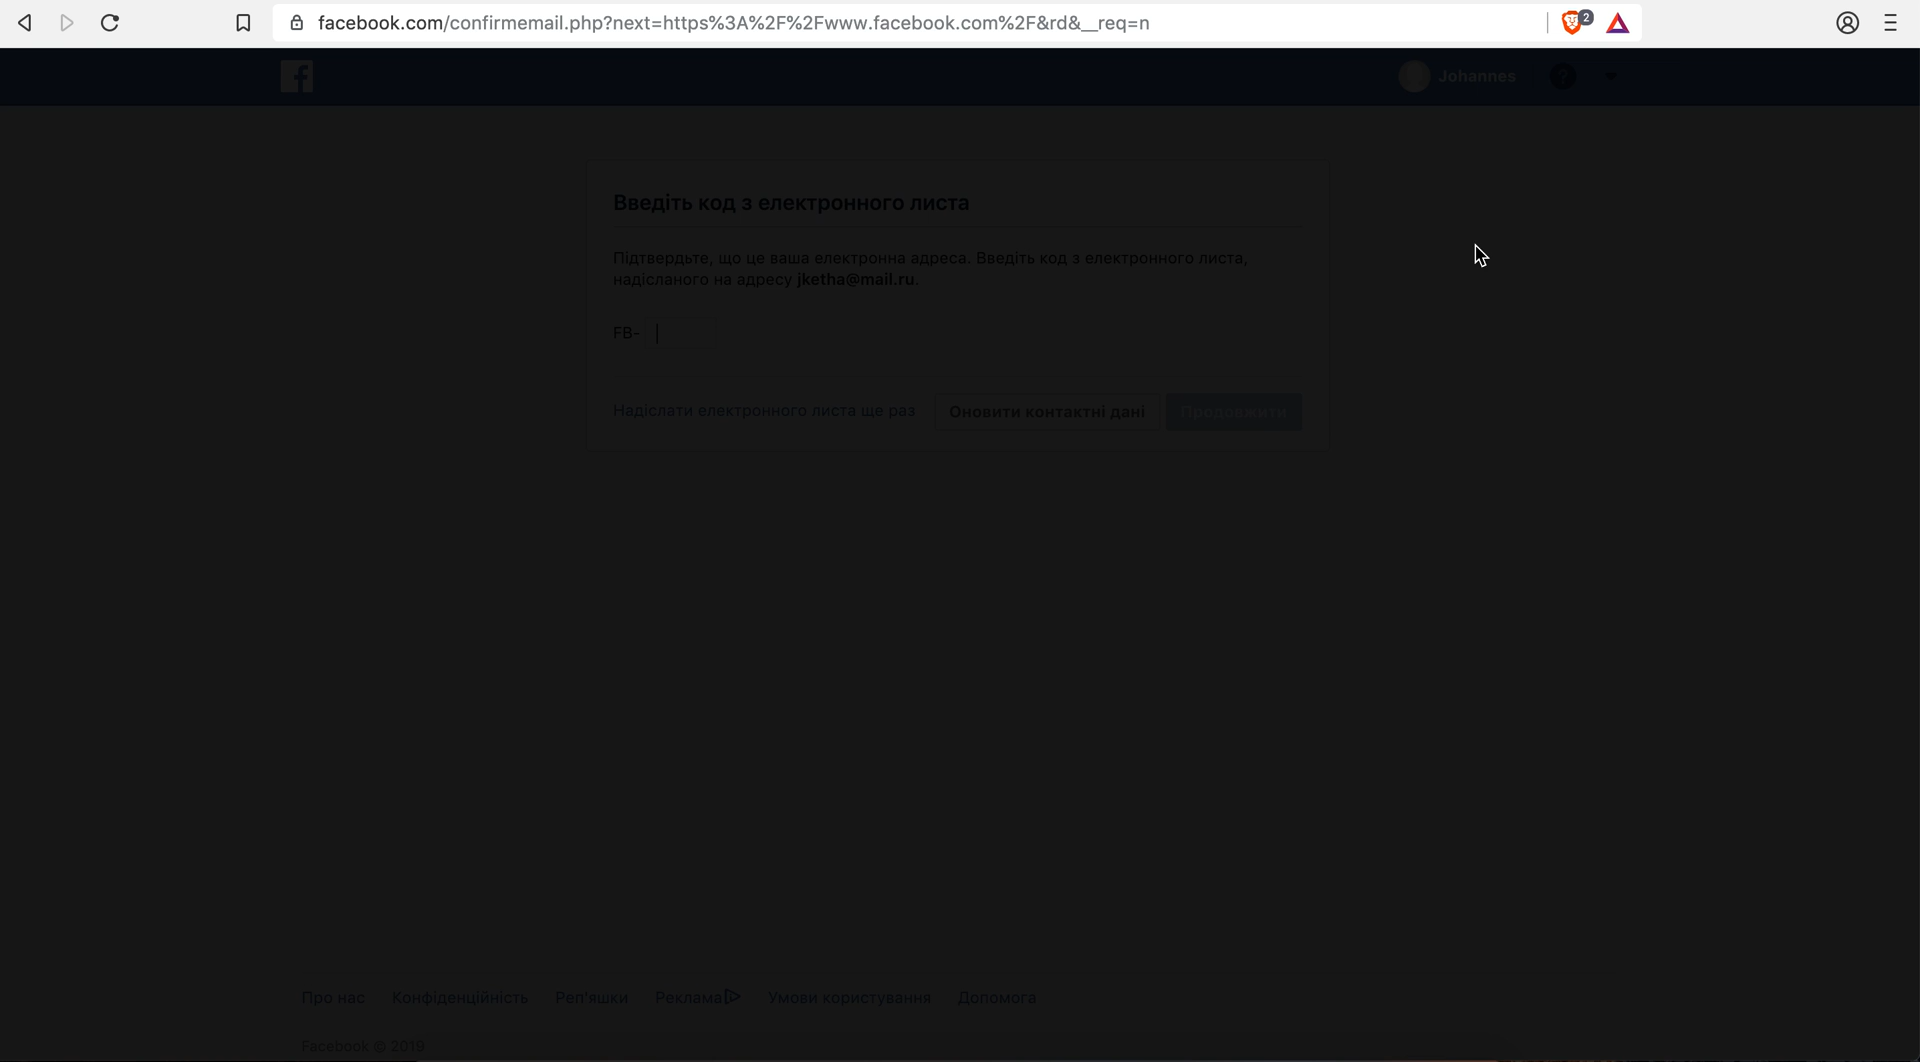 facebook.com/confirmemail.php?next=https%3A%2F%2Fwww.facebook.com%2F&rd&__req=n
2
Johannes
?
Введіть код з електронного листа
Підтвердьте, що це ваша електронна адреса. Введіть код з електронного листа,
надісланого на адресу jketha@mail.ru.
FB-
Надіслати електронного листа ще раз
Оновити контактні дані
Продовжити
Про нас Конфіденційність Реп'яшки Реклама Умови користування Допомога
Facebook © 2019